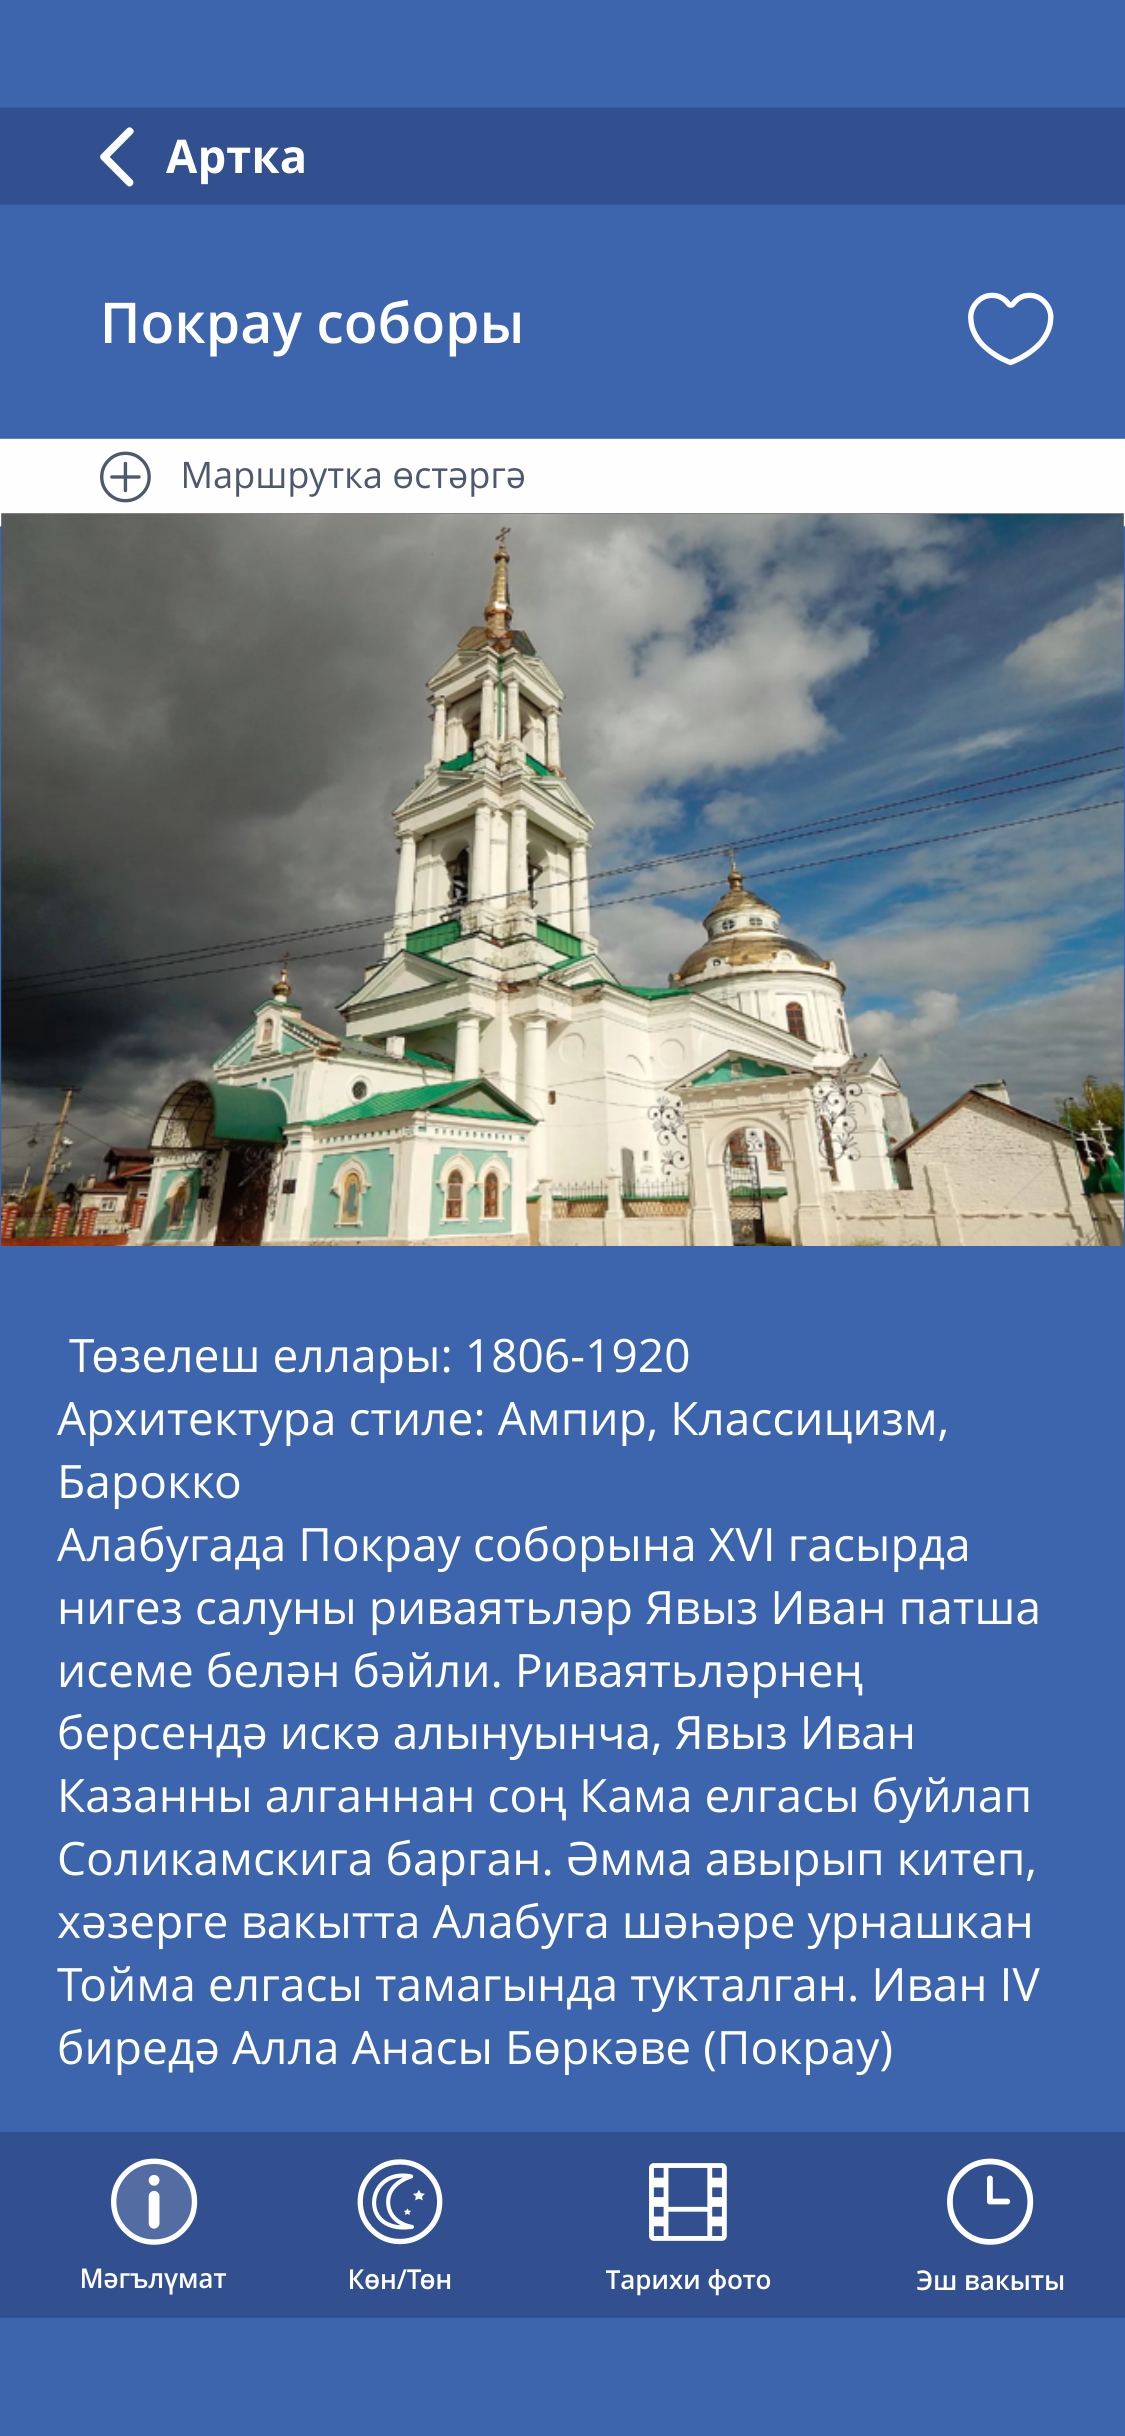 Артка
Покрау соборы
Маршрутка өстәргә
Төзелеш еллары: 1806-1920
Архитектура стиле: Ампир, Классицизм,
Барокко
Алабугада Покрау соборына XVI гасырда
нигез салуны риваятьләр Явыз Иван патша
исеме белән бәйли. Риваятьләрнең
берсендә искә алынуынча, Явыз Иван
Казанны алганнан соң Кама елгасы буйлап
Соликамскига барган. Әмма авырып китеп,
хәзерге вакытта Алабуга шәһәре урнашкан
Тойма елгасы тамагында тукталган. Иван IV
биредә Алла Анасы Бөркәве (Покрау)
Мәгълүмат
Көн/Төн
Тарихи фото
Эш вакыты